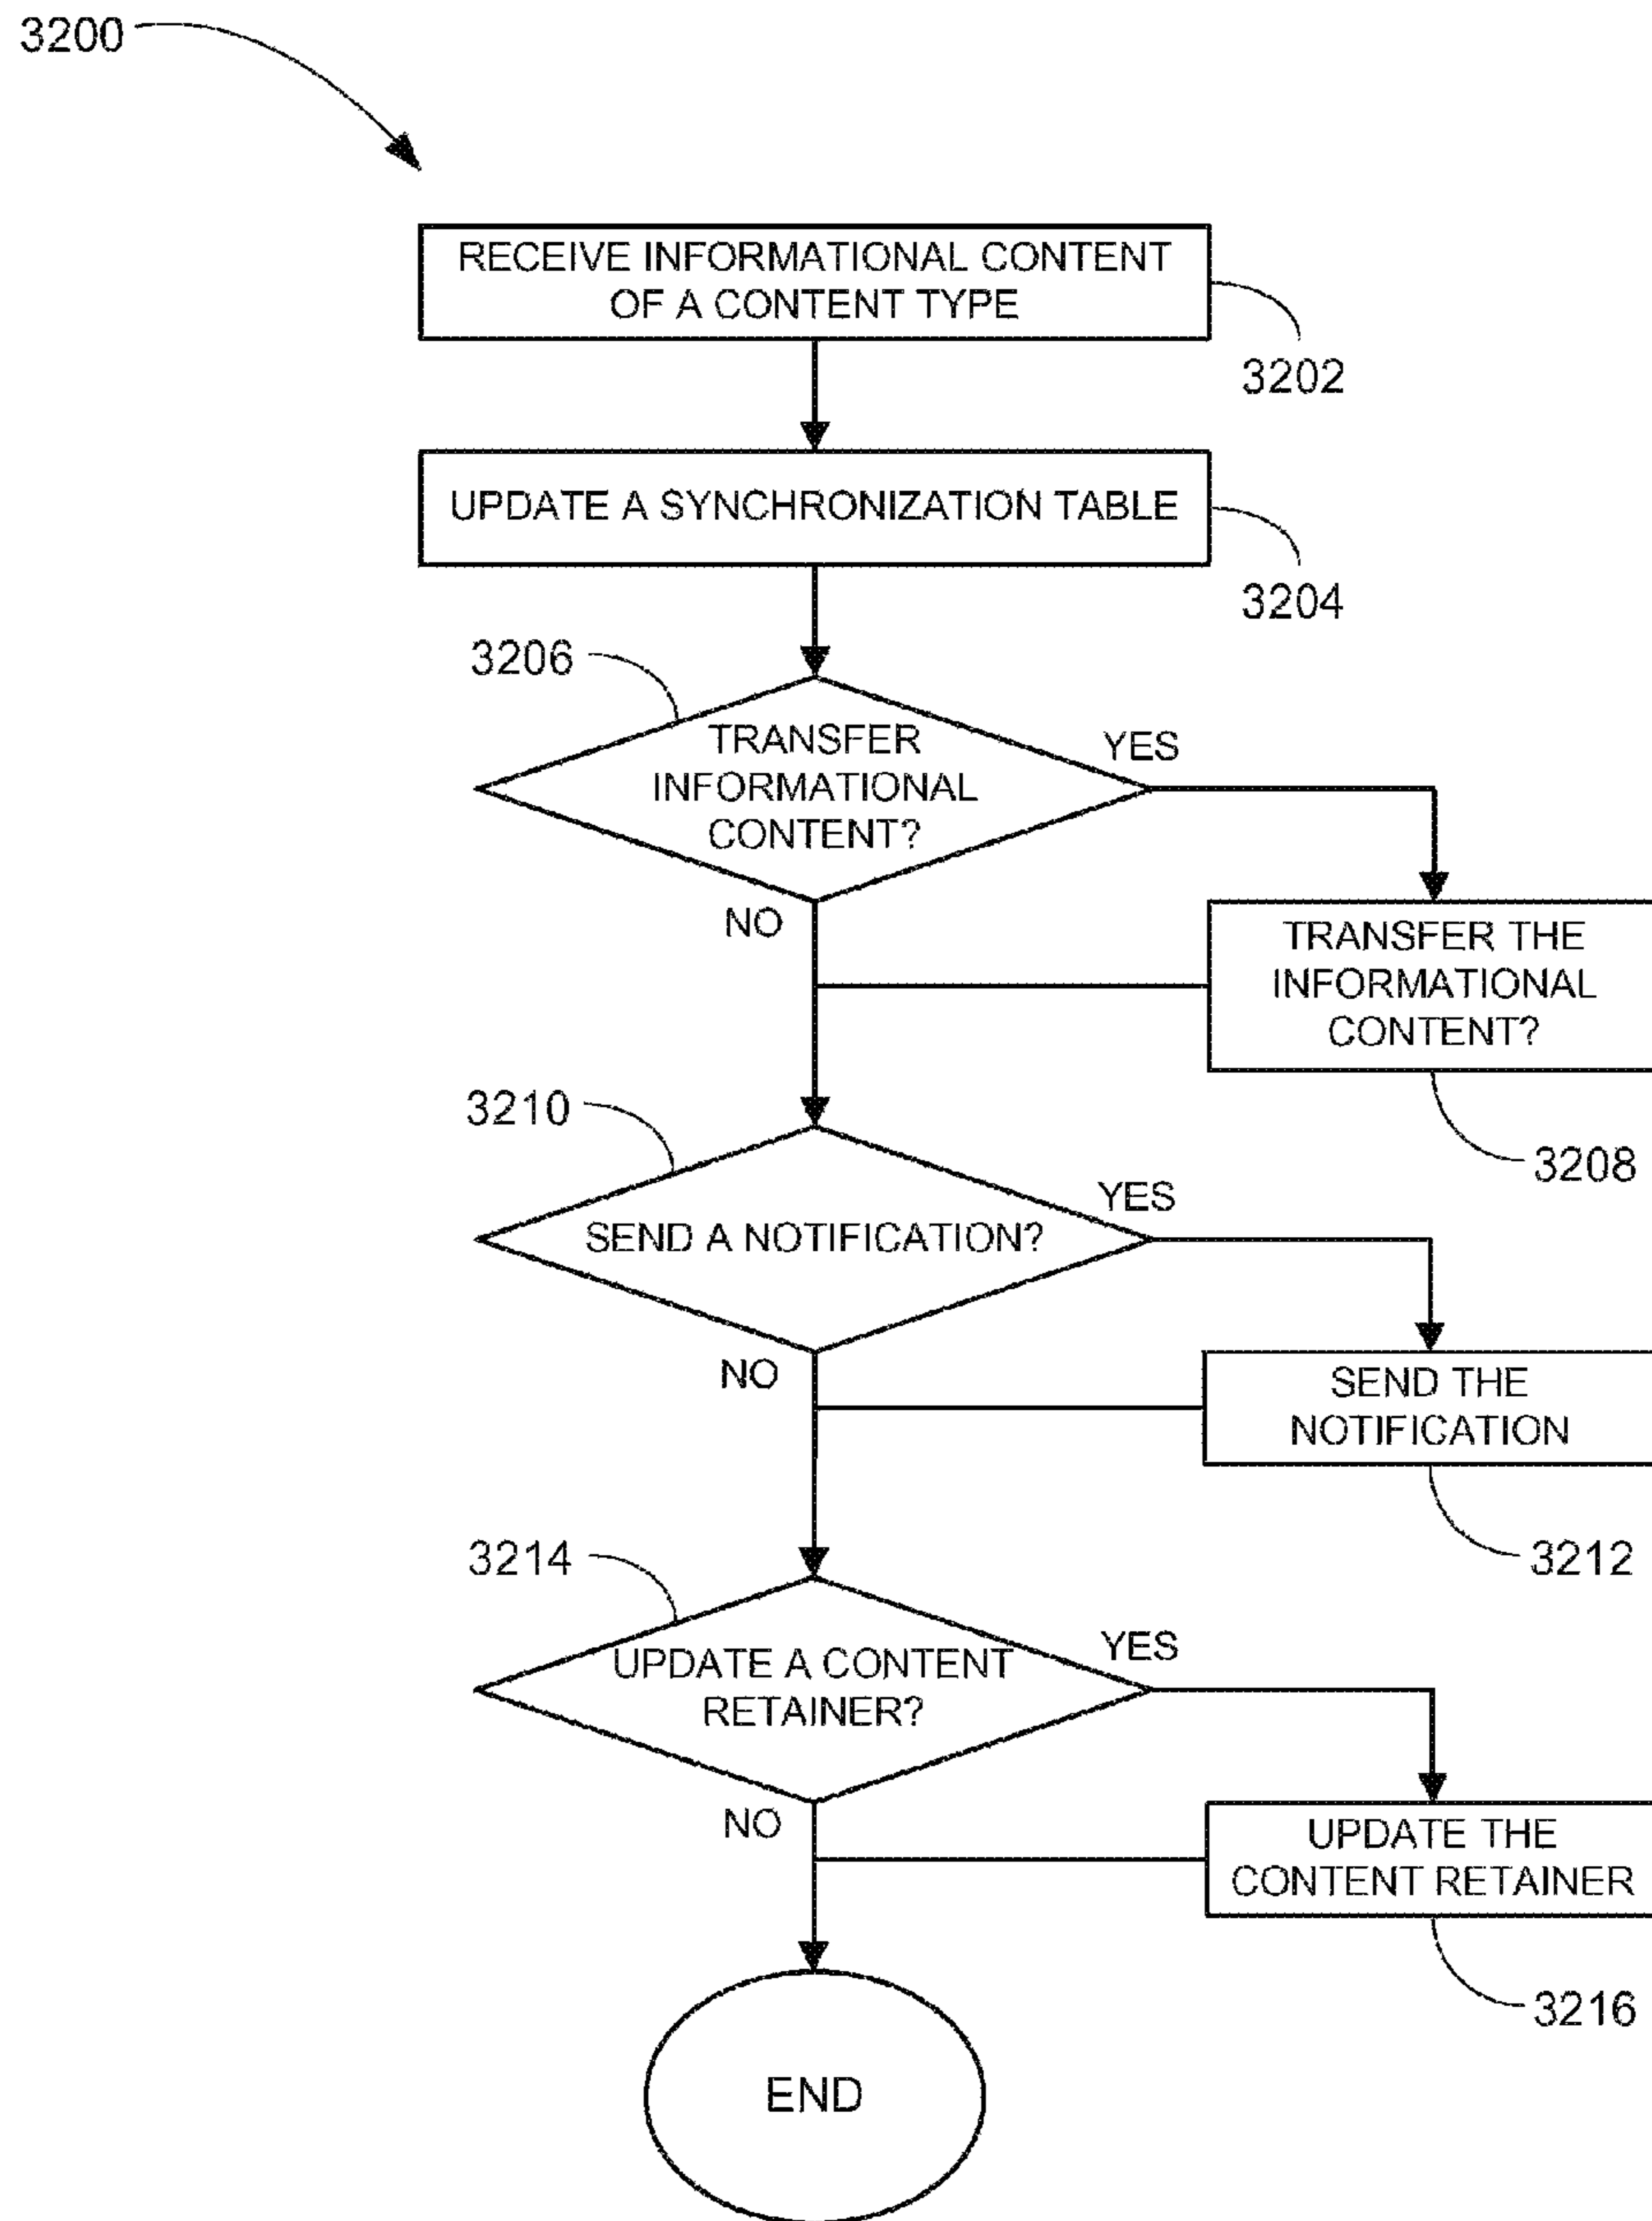 3200
RECEIVE INFORMATIONAL CONTENT
OF A CONTENT TYPE
3202
UPDATE A SYNCHRONIZATION TABLE
3204
3206
TRANSFER
INFORMATIONAL
CONTENT?
YES
NO
TRANSFER THE
INFORMATIONAL
CONTENT?
3208
3210
SEND A NOTIFICATION?
YES
NO
SEND THE
NOTIFICATION
3212
3214
UPDATE A CONTENT
RETAINER?
YES
NO
UPDATE THE
CONTENT RETAINER
3216
END